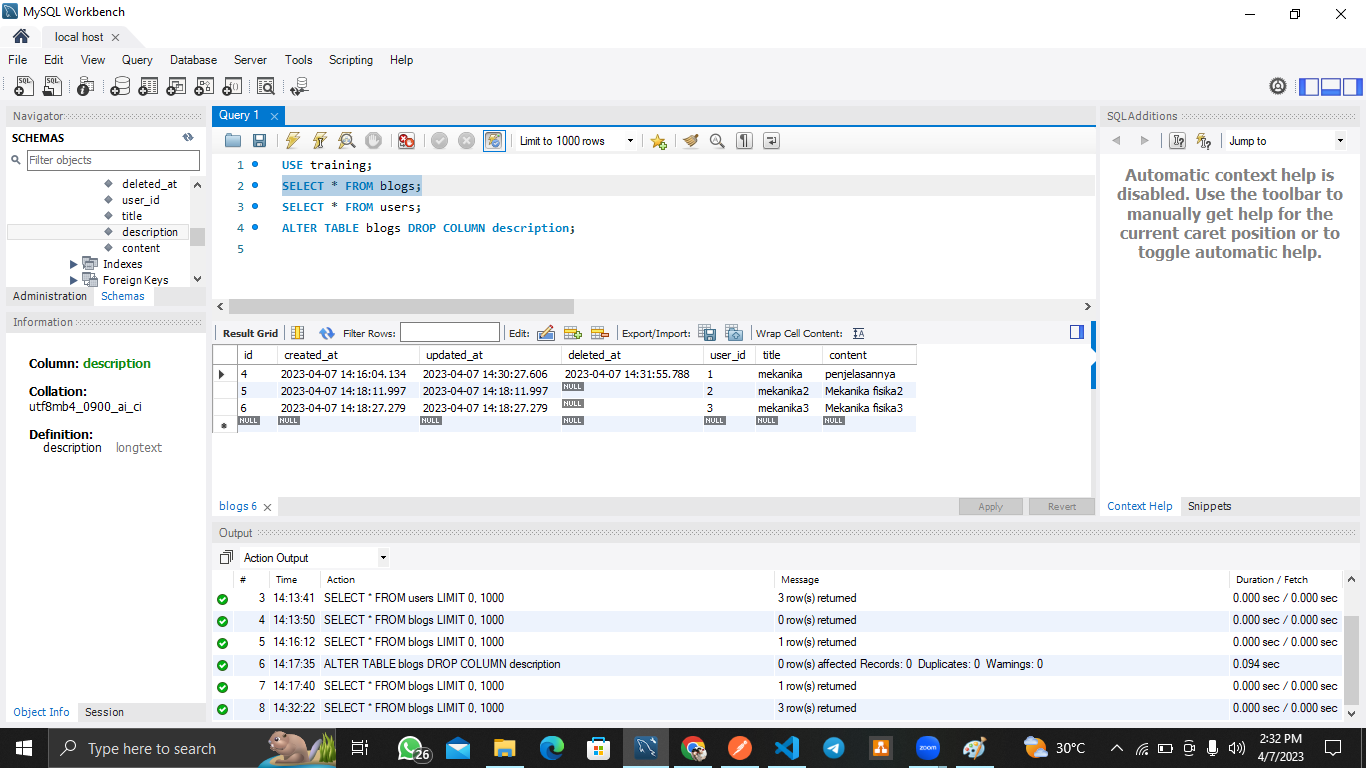 MySQL Workbench
local host
File Edit View Query Database Server Tools Scripting Help
Navigator
SCHEMAS
Filter objects
deleted_at
user_id
title
description
content
Indexes
Foreign Keys
Administration Schemas
Information
Column: description
Collation:
utf8mb4_0900_ai_ci
Definition:
description longtext
Object Info Session
Query 1
Limit to 1000 rows
1 USE training;
2 SELECT * FROM blogs;
3 SELECT * FROM users;
4 ALTER TABLE blogs DROP COLUMN description;
5
Result Grid Filter Rows: Edit: Export/Import: Wrap Cell Content:
id created_at updated_at deleted_at user_id title content
4 2023-04-07 14:16:04.134 2023-04-07 14:30:27.606 2023-04-07 14:31:55.788 1 mekanika penjelasannya
5 2023-04-07 14:18:11.997 2023-04-07 14:18:11.997 NULL 2 mekanika2 Mekanika fisika2
6 2023-04-07 14:18:27.279 2023-04-07 14:18:27.279 NULL 3 mekanika3 Mekanika fisika3
NULL NULL NULL NULL NULL NULL NULL
blogs 6 Apply Revert
SQLAdditions
Jump to
Automatic context help is
disabled. Use the toolbar to
manually get help for the
current caret position or to
toggle automatic help.
Context Help Snippets
Output
Action Output
# Time Action Message Duration / Fetch
3 14:13:41 SELECT * FROM users LIMIT 0, 1000 3 row(s) returned 0.000 sec / 0.000 sec
4 14:13:50 SELECT * FROM blogs LIMIT 0, 1000 0 row(s) returned 0.000 sec / 0.000 sec
5 14:16:12 SELECT * FROM blogs LIMIT 0, 1000 1 row(s) returned 0.000 sec / 0.000 sec
6 14:17:35 ALTER TABLE blogs DROP COLUMN description 0 row(s) affected Records: 0 Duplicates: 0 Warnings: 0 0.094 sec
7 14:17:40 SELECT * FROM blogs LIMIT 0, 1000 1 row(s) returned 0.000 sec / 0.000 sec
8 14:32:22 SELECT * FROM blogs LIMIT 0, 1000 3 row(s) returned 0.000 sec / 0.000 sec
Type here to search
26
zoom
30°C
2:32 PM
4/7/2023